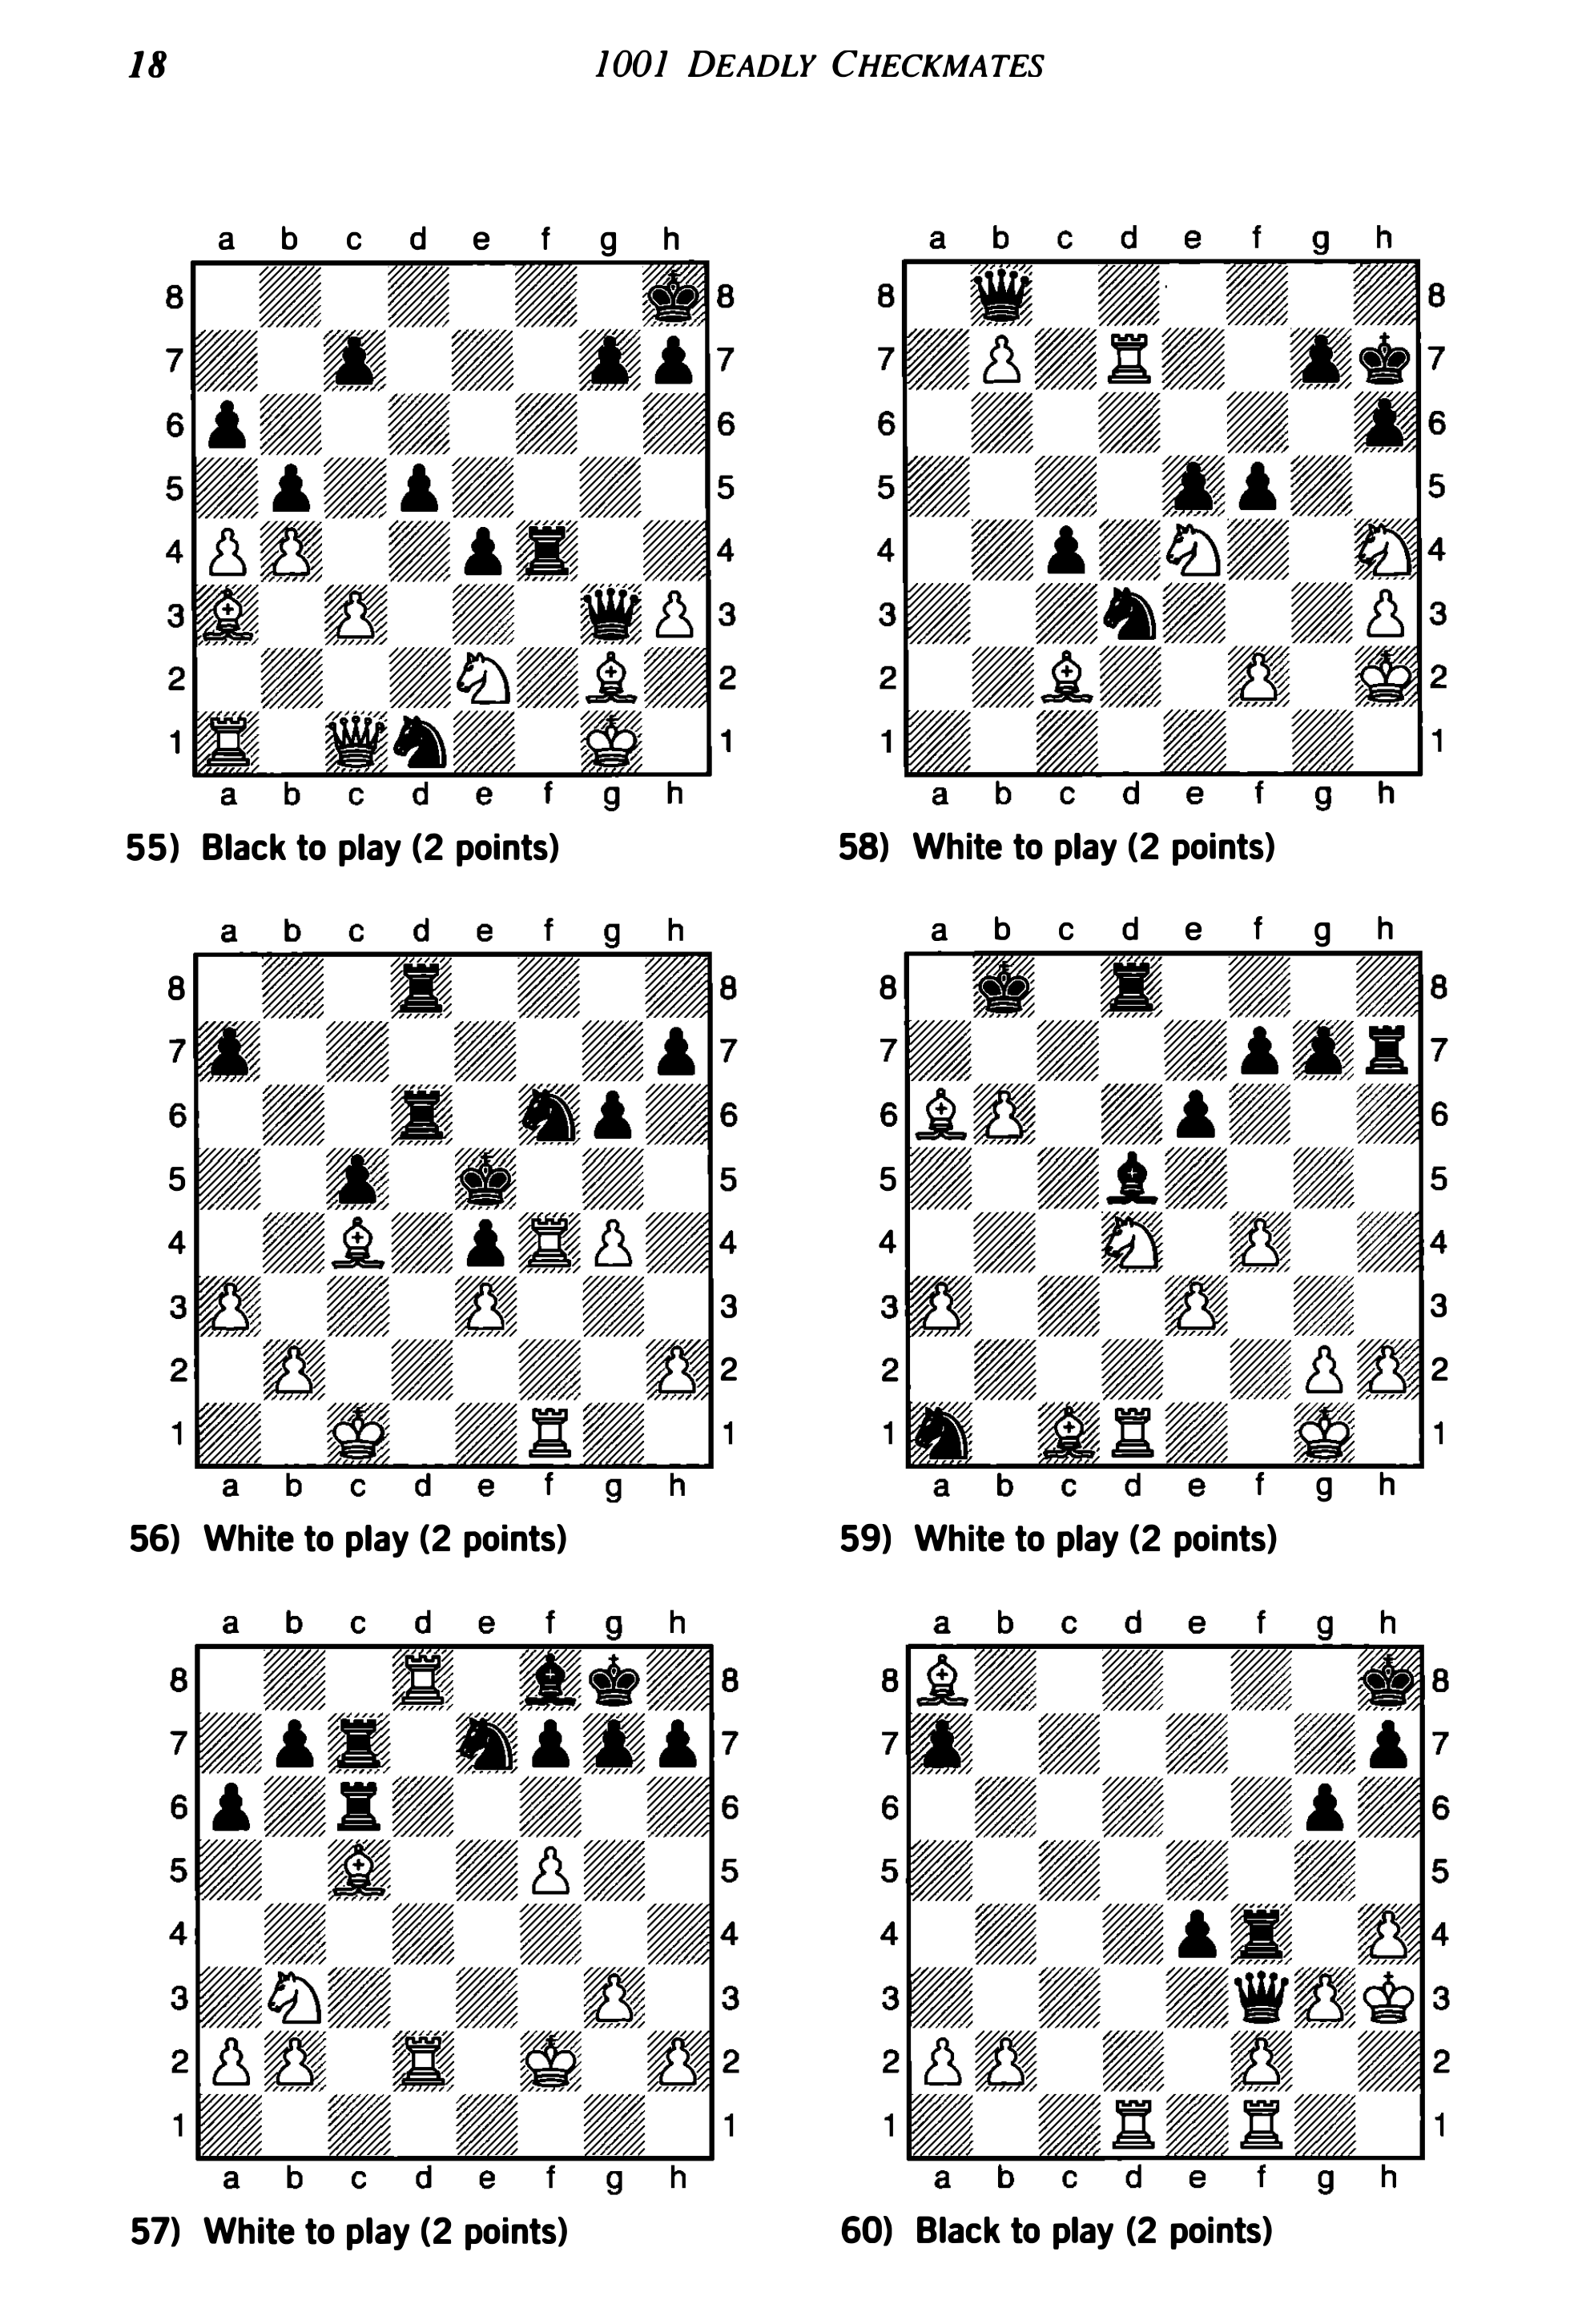 18
1001 DEADLY CHECKMATES
a b c d e f g h
8 8
7 7
6 6
5 5
4 4
3 3
2 2
1 1
a b c d e f g h
55) Black to play (2 points)
a b c d e f g h
8 8
7 7
6 6
5 5
4 4
3 3
2 2
1 1
a b c d e f g h
56) White to play (2 points)
a b c d e f g h
8 8
7 7
6 6
5 5
4 4
3 3
2 2
1 1
a b c d e f g h
57) White to play (2 points)
a b c d e f g h
8 8
7 7
6 6
5 5
4 4
3 3
2 2
1 1
a b c d e f g h
58) White to play (2 points)
a b c d e f g h
8 8
7 7
6 6
5 5
4 4
3 3
2 2
1 1
a b c d e f g h
59) White to play (2 points)
a b c d e f g h
8 8
7 7
6 6
5 5
4 4
3 3
2 2
1 1
a b c d e f g h
60) Black to play (2 points)